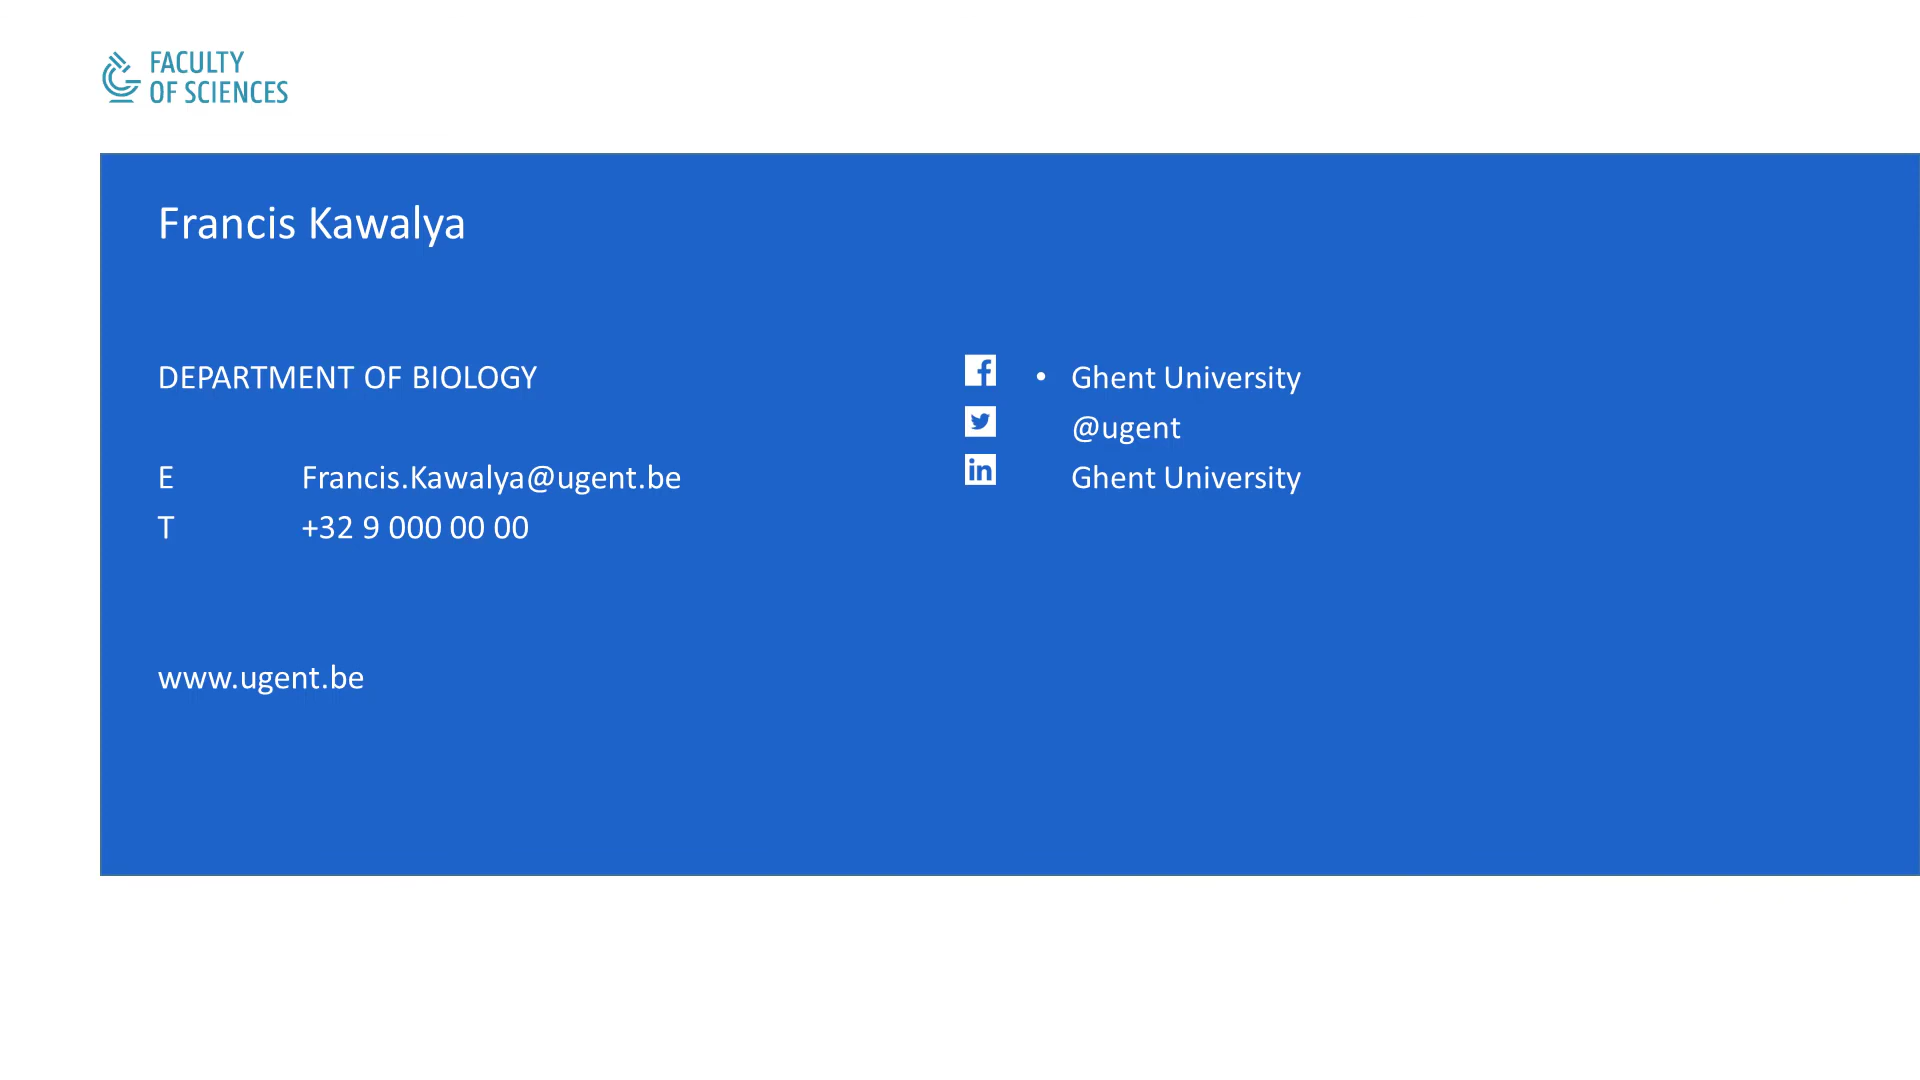 FACULTY
OF SCIENCES
Francis Kawalya
DEPARTMENT OF BIOLOGY
E Francis.Kawalya@ugent.be
T +32 9 000 00 00
www.ugent.be
• Ghent University
@ugent
Ghent University